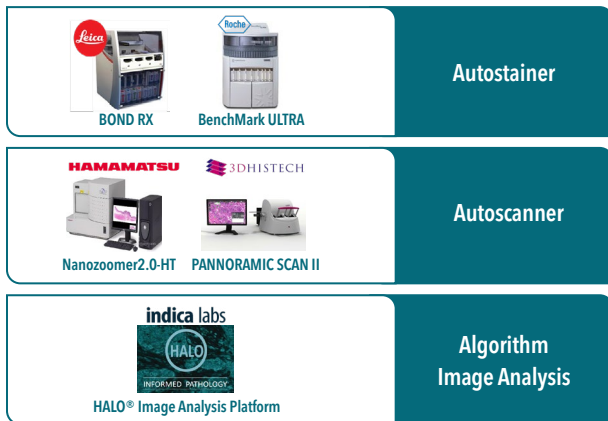 Leica
Roche
BOND RX
BenchMark ULTRA
Autostainer
HAMAMATSU
3DHISTECH
Nanozoomer2.0-HT
PANNORAMIC SCAN II
Autoscanner
indica labs
HALO
INFORMED PATHOLOGY
HALO® Image Analysis Platform
Algorithm
Image Analysis